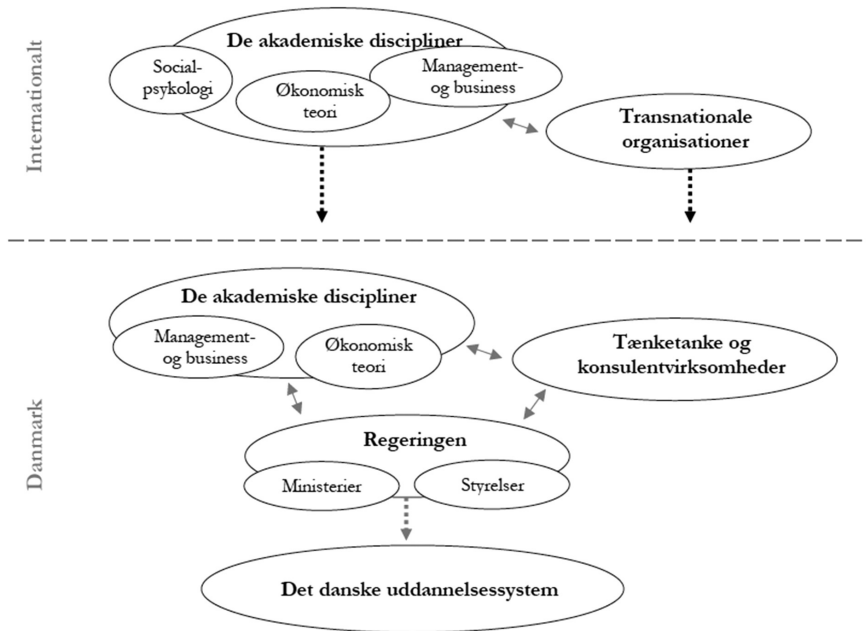 Internationalt
De akademiske discipliner
Social-
psykologi
Økonomisk
teori
Management-
og business
Transnationale
organisationer
Danmark
De akademiske discipliner
Management-
og business
Økonomisk
teori
Tænketanke og
konsulentvirksomheder
Regeringen
Ministerier
Styrelser
Det danske uddannelsessystem